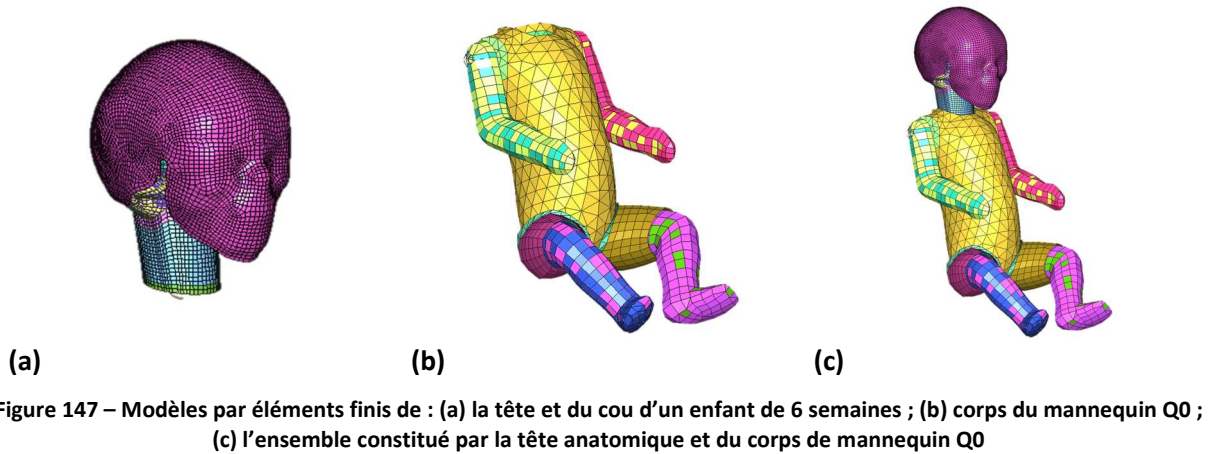 (a) (b) (c)
Figure 147 – Modèles par éléments finis de : (a) la tête et du cou d’un enfant de 6 semaines ; (b) corps du mannequin Q0 ;
(c) l’ensemble constitué par la tête anatomique et du corps de mannequin Q0